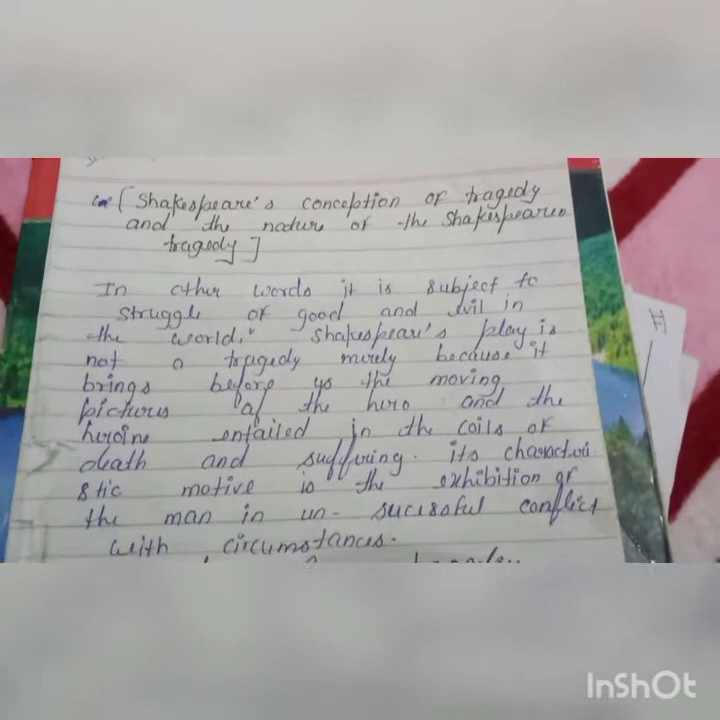 [Shakespeare's conception of tragedy
and the nature of the Shakespearen
tragedy]
In other words it is subject to
struggle of good and evil in
the world." Shakespear's play is
not a tragedy merely because it
brings before us the moving
pictures of the hero and the
heroine entailed in the coils of
death and suffering. its characteri
stic motive is the exhibition of
the man in un- sucessful conflict
with circumstances.
InShOt